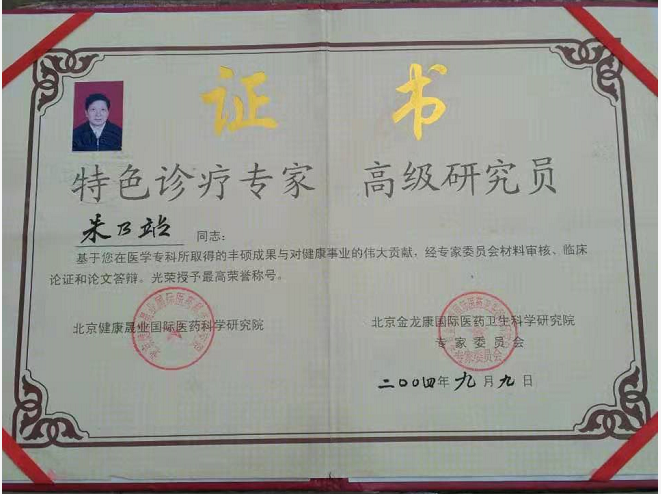 证书
特色诊疗专家 高级研究员
朱乃站 同志：
基于您在医学专科所取得的丰硕成果与对健康事业的伟大贡献，经专家委员会材料审核、临床
论证和论文答辩。光荣授予最高荣誉称号。
北京健康晟业国际医药科学研究院
北京金龙康国际医药卫生科学研究院
专家委员会
专家委员会
二00四年九月九日